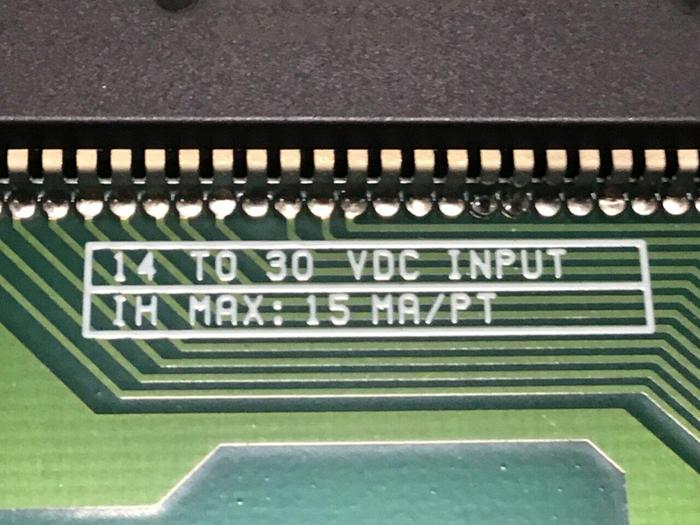 14 TO 30 VDC INPUT
IH MAX: 15 MA/PT